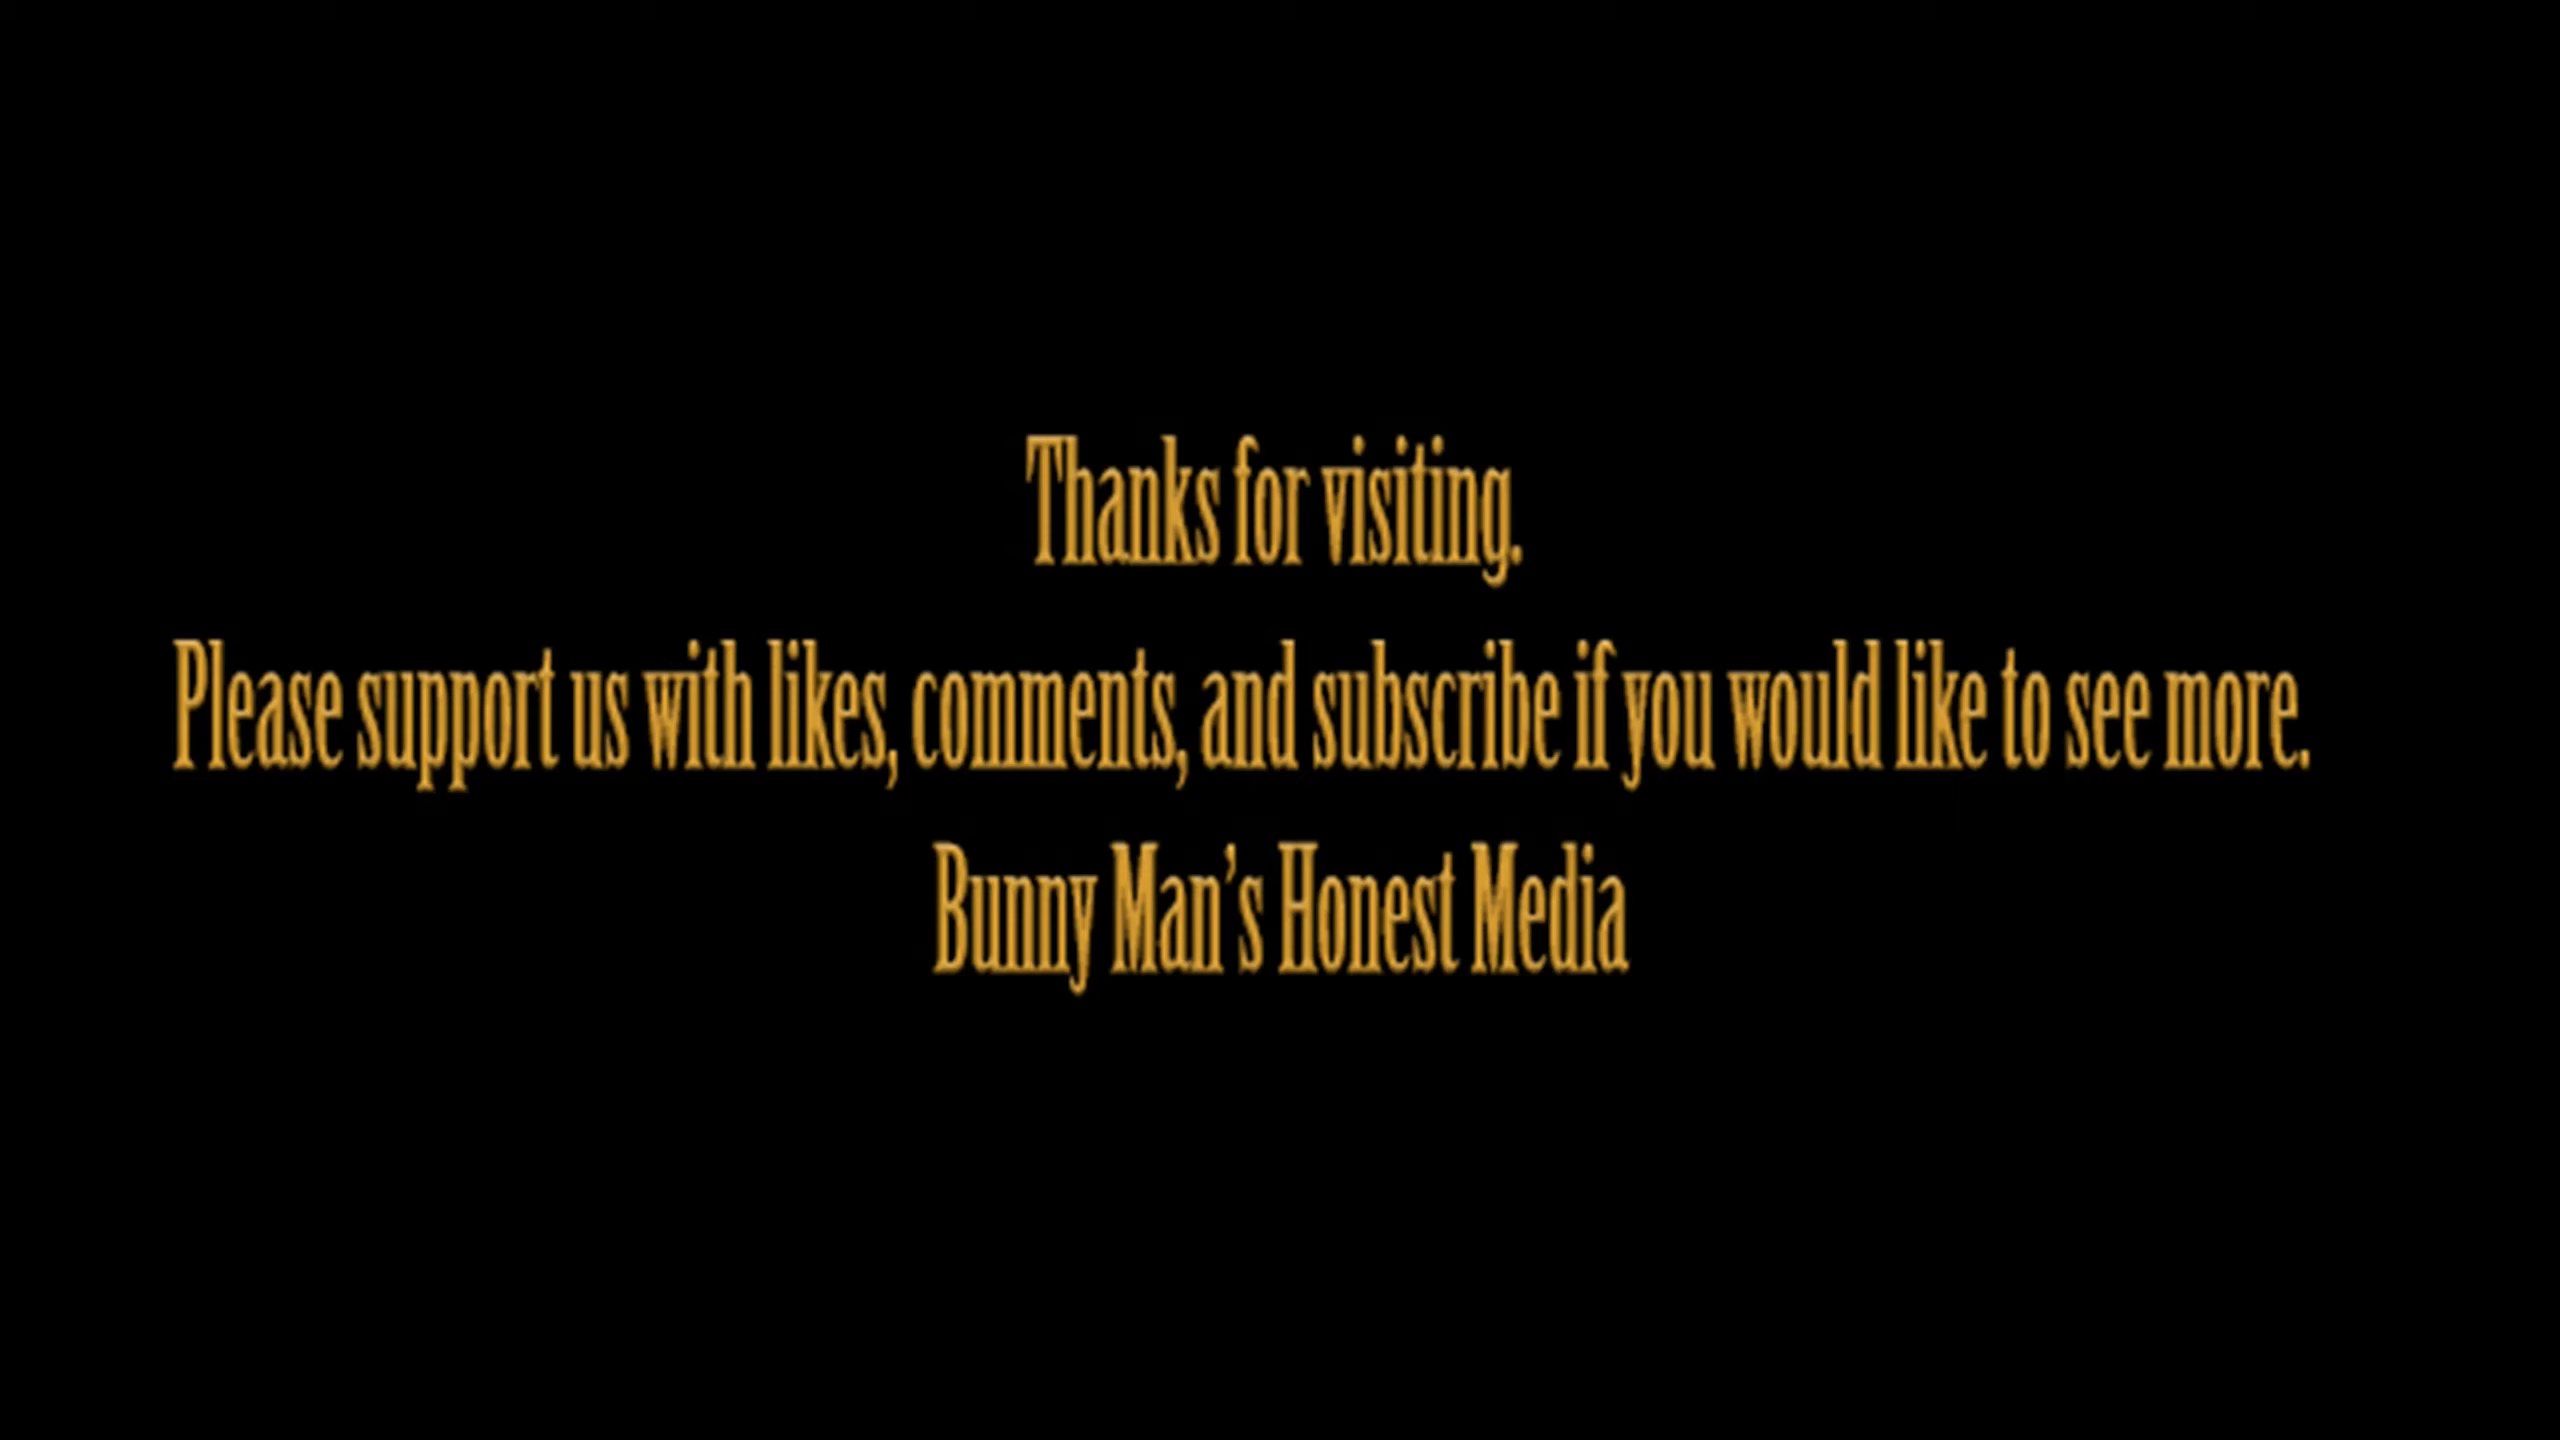 Thanks for visiting.
Please support us with likes, comments, and subscribe if you would like to see more.
Bunny Man’s Honest Media